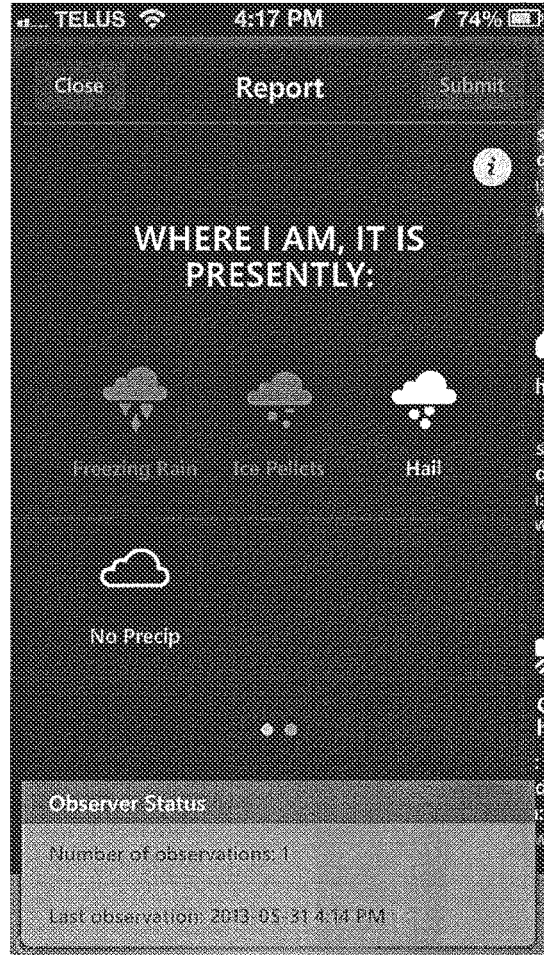 TELUS 4:17 PM 74%
Close Report Submit
i
WHERE I AM, IT IS
PRESENTLY:
Freezing Rain Ice Pellets Hail
No Precip
Observer Status
Number of observations: 1
Last observation: 2013-05-31 4:14 PM